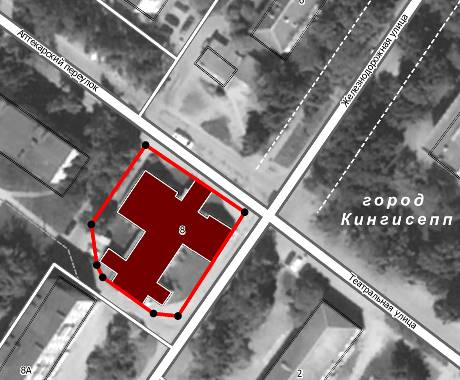 Аптекарский переулок
Железнодорожная улица
8
город
Кингисепп
Театральная улица
8А
2